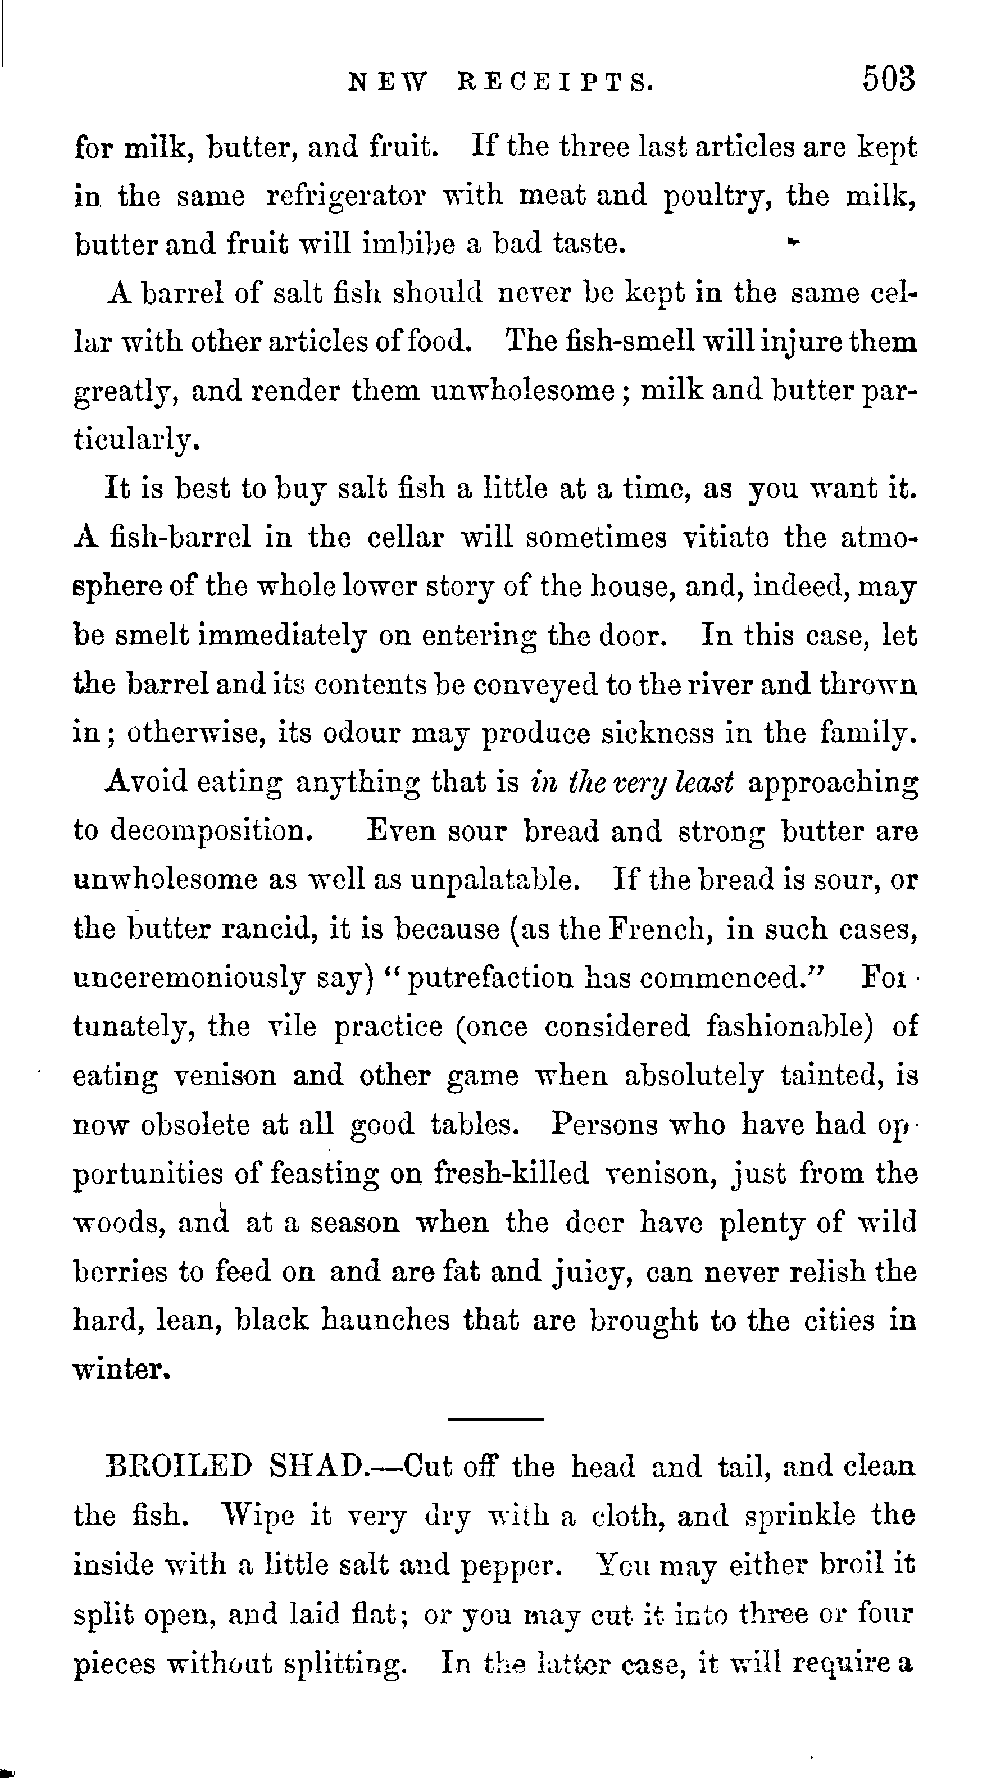 NEW RECEIPTS. 503
for milk, butter, and fruit. If the three last articles are kept
in the same refrigerator with meat and poultry, the milk,
butter and fruit will imbibe a bad taste.
A barrel of salt fish should never be kept in the same cel-
lar with other articles of food. The fish-smell will injure them
greatly, and render them unwholesome; milk and butter par-
ticularly.
It is best to buy salt fish a little at a time, as you want it.
A fish-barrel in the cellar will sometimes vitiate the atmo-
sphere of the whole lower story of the house, and, indeed, may
be smelt immediately on entering the door. In this case, let
the barrel and its contents be conveyed to the river and thrown
in; otherwise, its odour may produce sickness in the family.
Avoid eating anything that is in the very least approaching
to decomposition. Even sour bread and strong butter are
unwholesome as well as unpalatable. If the bread is sour, or
the butter rancid, it is because (as the French, in such cases,
unceremoniously say) "putrefaction has commenced." For-
tunately, the vile practice (once considered fashionable) of
eating venison and other game when absolutely tainted, is
now obsolete at all good tables. Persons who have had op-
portunities of feasting on fresh-killed venison, just from the
woods, and at a season when the deer have plenty of wild
berries to feed on and are fat and juicy, can never relish the
hard, lean, black haunches that are brought to the cities in
winter.
BROILED SHAD.—Cut off the head and tail, and clean
the fish. Wipe it very dry with a cloth, and sprinkle the
inside with a little salt and pepper. You may either broil it
split open, and laid flat; or you may cut it into three or four
pieces without splitting. In the latter case, it will require a